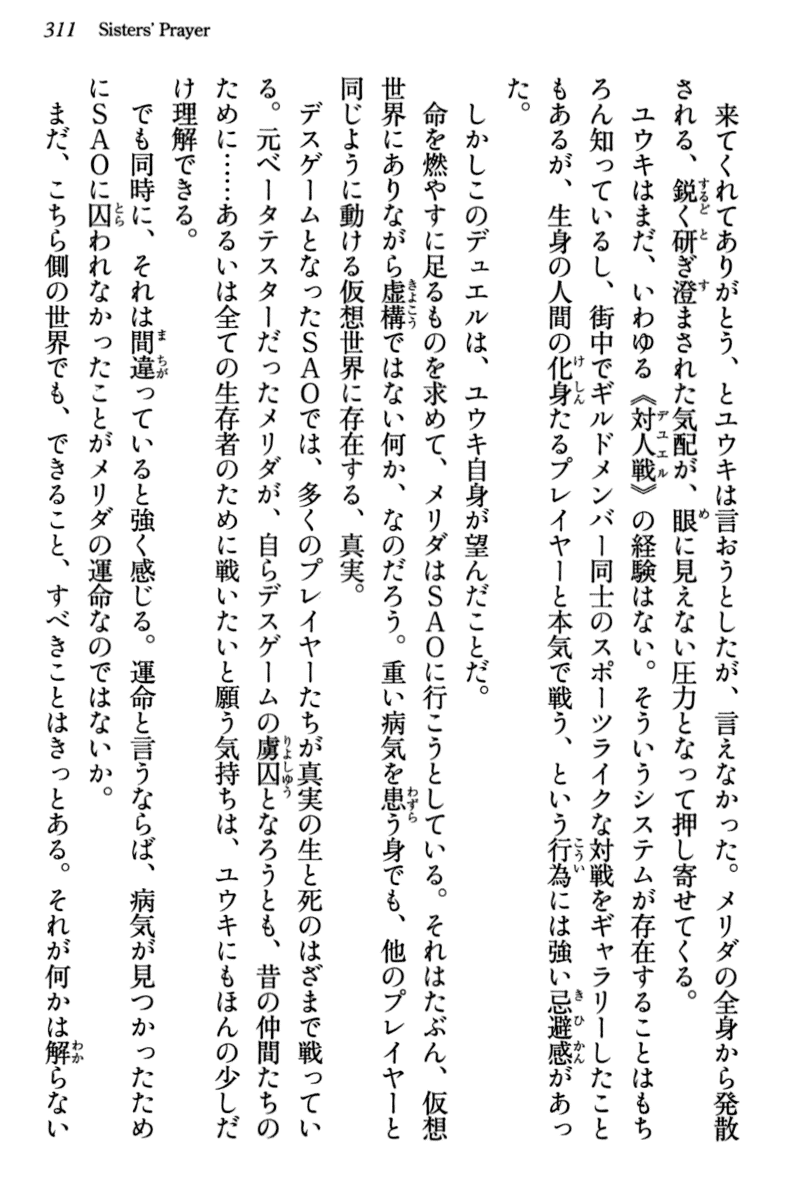 311 Sisters' Prayer
　来てくれてありがとう、とユウキは言おうとしたが、言えなかった。メリダの全身から発散
される、鋭く研ぎ澄まされた気配が、眼に見えない圧力となって押し寄せてくる。
　ユウキはまだ、いわゆる《対人戦》の経験はない。そういうシステムが存在することはもち
ろん知っているし、街中でギルドメンバー同士のスポーツライクな対戦をギャラリーしたこと
もあるが、生身の人間の化身たるプレイヤーと本気で戦う、という行為には強い忌避感があっ
た。
　しかしこのデュエルは、ユウキ自身が望んだことだ。
　命を燃やすに足るものを求めて、メリダはSAOに行こうとしている。それはたぶん、仮想
世界にありながら虚構ではない何か、なのだろう。重い病気を患う身でも、他のプレイヤーと
同じように動ける仮想世界に存在する、真実。
　デスゲームとなったSAOでは、多くのプレイヤーたちが真実の生と死のはざまで戦ってい
る。元ベータテスターだったメリダが、自らデスゲームの虜囚となろうとも、昔の仲間たちの
ために……あるいは全ての生存者のために戦いたいと願う気持ちは、ユウキにもほんの少しだ
け理解できる。
　でも同時に、それは間違っていると強く感じる。運命と言うならば、病気が見つかったため
にSAOに囚われなかったことがメリダの運命なのではないか。
　まだ、こちら側の世界でも、できること、すべきことはきっとある。それが何かは解らない